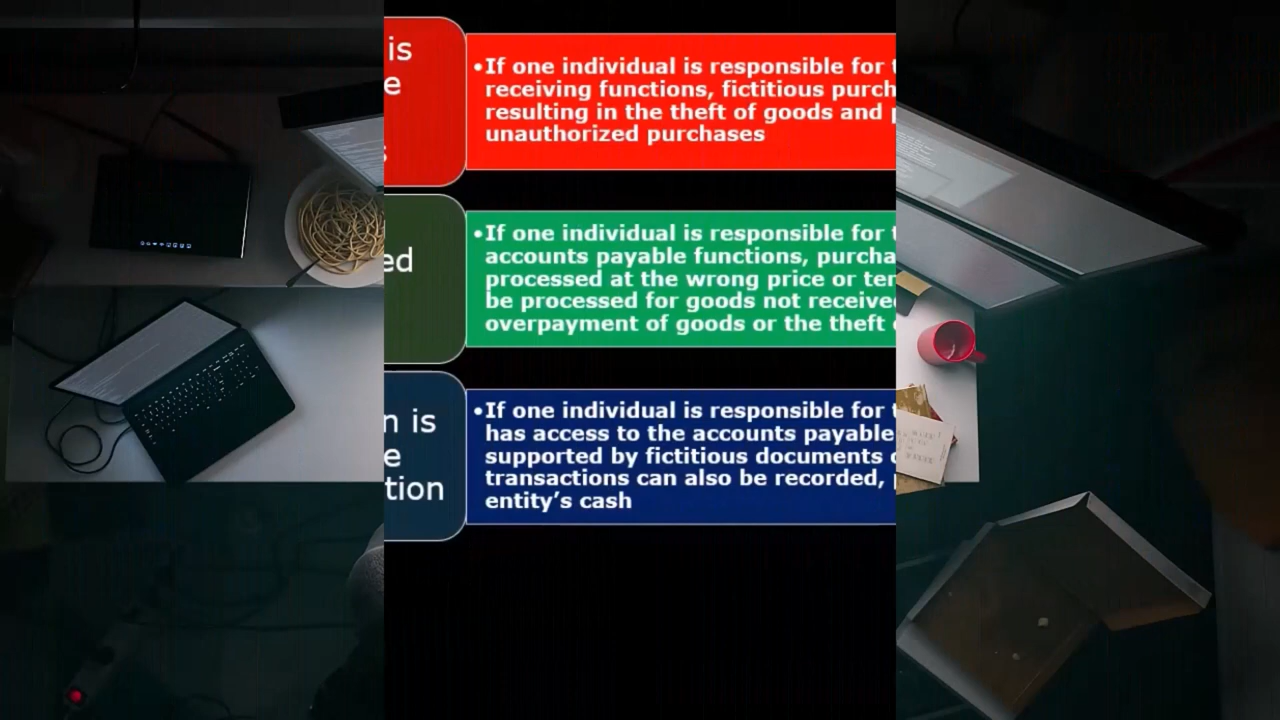 is
e
s
•If one individual is responsible for t
receiving functions, fictitious purch
resulting in the theft of goods and p
unauthorized purchases
ed
•If one individual is responsible for t
accounts payable functions, purcha
processed at the wrong price or ter
be processed for goods not received
overpayment of goods or the theft
n is
e
tion
•If one individual is responsible for t
has access to the accounts payable
supported by fictitious documents
transactions can also be recorded,
entity’s cash